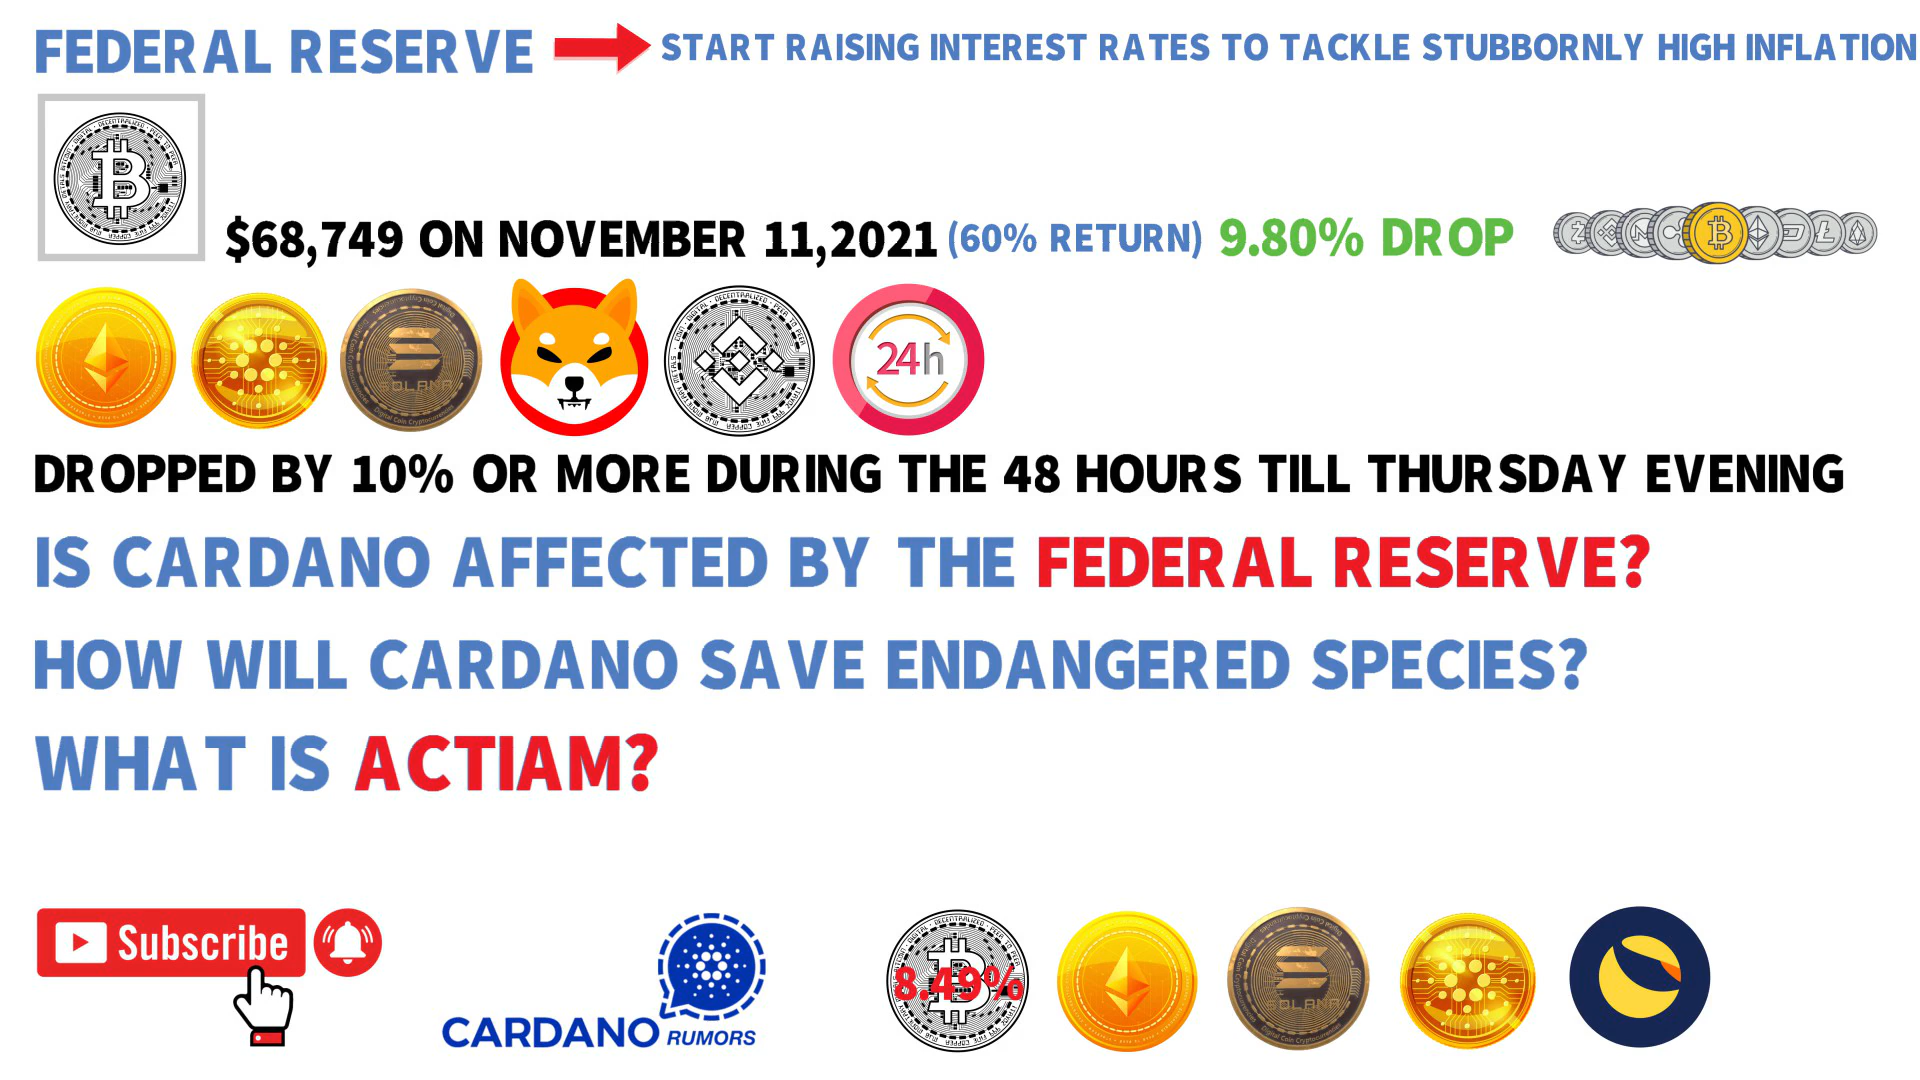 FEDERAL RESERVE START RAISING INTEREST RATES TO TACKLE STUBBORNLY HIGH INFLATION
$68,749 ON NOVEMBER 11,2021 (60% RETURN) 9.80% DROP
SOLANA 24h
DROPPED BY 10% OR MORE DURING THE 48 HOURS TILL THURSDAY EVENING
IS CARDANO AFFECTED BY THE FEDERAL RESERVE?
HOW WILL CARDANO SAVE ENDANGERED SPECIES?
WHAT IS ACTIAM?
Subscribe
CARDANO RUMORS
8.49%
SOLANA